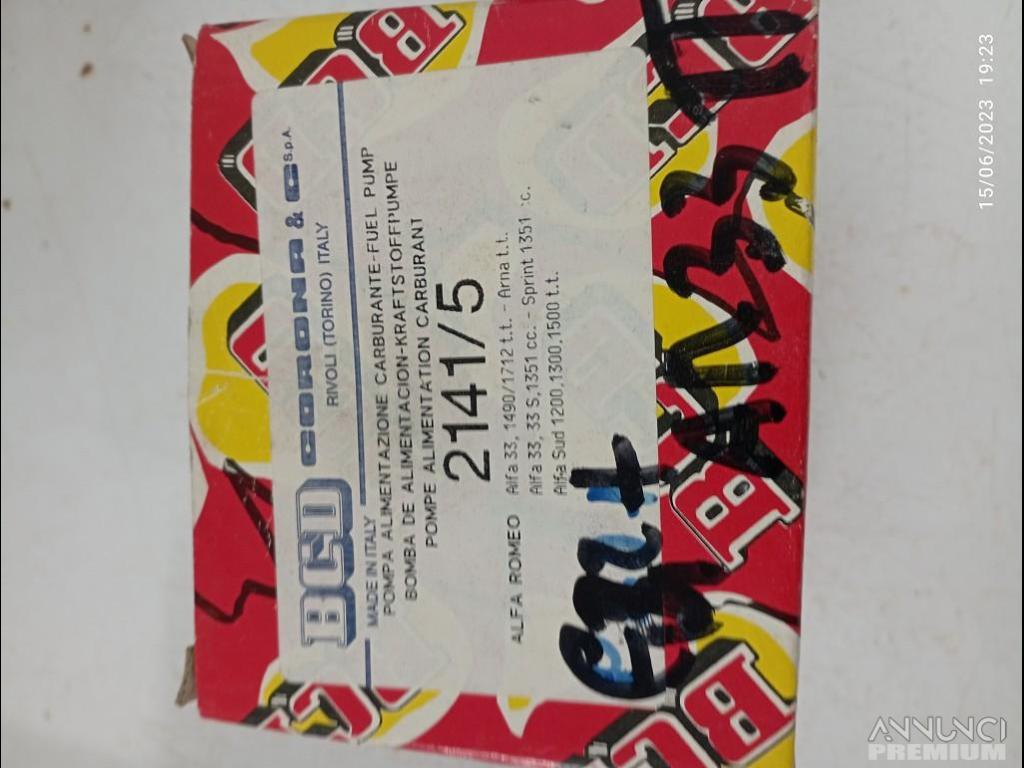 BCD CORONA & C S.p.A.
RIVOLI (TORINO) ITALY
MADE IN ITALY
POMPA ALIMENTAZIONE CARBURANTE-FUEL PUMP
BOMBA DE ALIMENTACION-KRAFTSTOFFPUMPE
POMPE ALIMENTATION CARBURANT
2141/5
ALFA ROMEO Alfa 33, 1490/1712 t.t. - Arna t.t.
Alfa 33, 33 S,1351 cc. - Sprint 1351 cc.
Alfa Sud 1200,1300,1500 t.t.
15/06/2023 19:23
ANNUNCI
PREMIUM